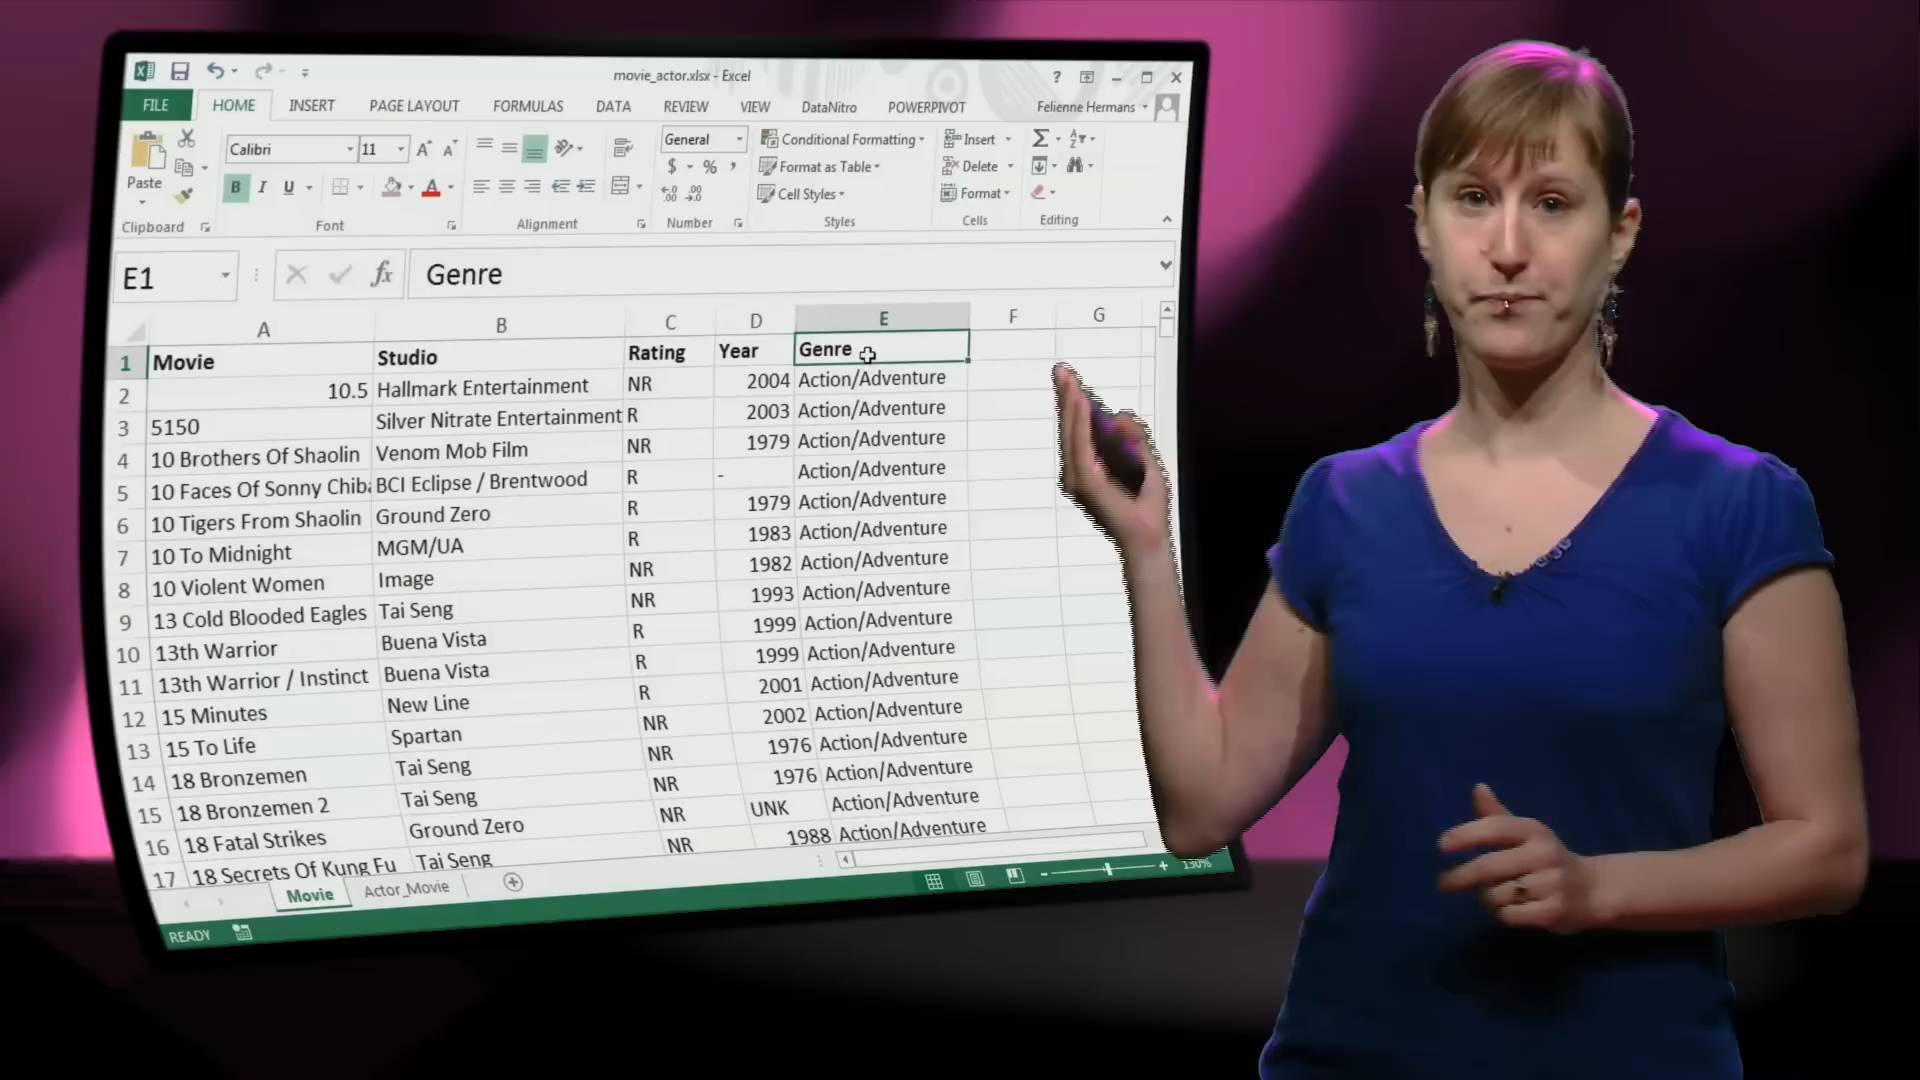 movie_actor.xlsx - Excel
?
FILE HOME INSERT PAGE LAYOUT FORMULAS DATA REVIEW VIEW DataNitro POWERPIVOT Felienne Hermans
Calibri 11 A A General Conditional Formatting Insert Σ
$ % , Format as Table Delete
Paste B I U A Cell Styles Format
Clipboard Font Alignment Number Styles Cells Editing
E1 fx Genre
A B C D E F G
1 Movie Studio Rating Year Genre
2 10.5 Hallmark Entertainment NR 2004 Action/Adventure
3 5150 Silver Nitrate Entertainment R 2003 Action/Adventure
4 10 Brothers Of Shaolin Venom Mob Film NR 1979 Action/Adventure
5 10 Faces Of Sonny Chiba BCI Eclipse / Brentwood R - Action/Adventure
6 10 Tigers From Shaolin Ground Zero R 1979 Action/Adventure
7 10 To Midnight MGM/UA R 1983 Action/Adventure
8 10 Violent Women Image NR 1982 Action/Adventure
9 13 Cold Blooded Eagles Tai Seng NR 1993 Action/Adventure
10 13th Warrior Buena Vista R 1999 Action/Adventure
11 13th Warrior / Instinct Buena Vista R 1999 Action/Adventure
12 15 Minutes New Line R 2001 Action/Adventure
13 15 To Life Spartan NR 2002 Action/Adventure
14 18 Bronzemen Tai Seng NR 1976 Action/Adventure
15 18 Bronzemen 2 Tai Seng NR 1976 Action/Adventure
16 18 Fatal Strikes Ground Zero NR UNK Action/Adventure
17 18 Secrets Of Kung Fu Tai Seng NR 1988 Action/Adventure
Movie Actor_Movie
READY 130%